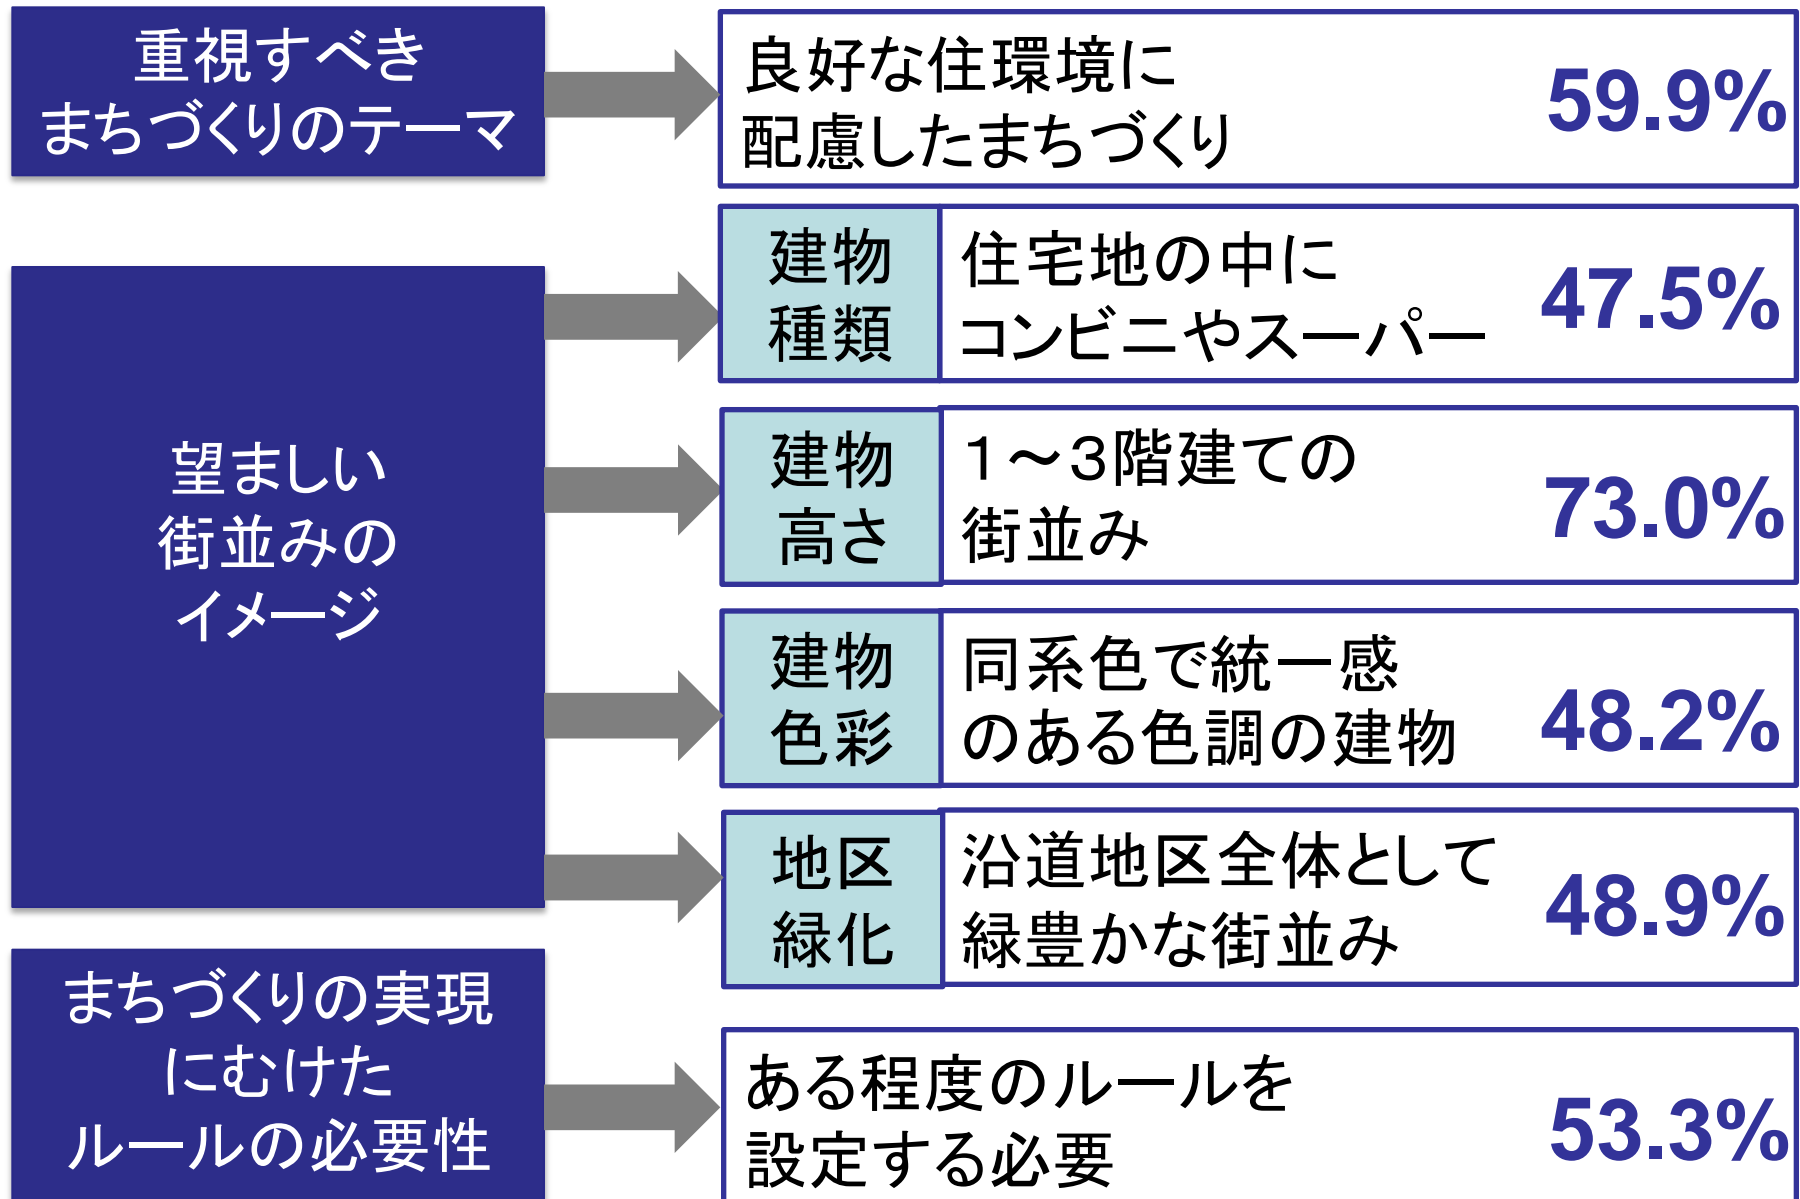 重視すべき
まちづくりのテーマ
良好な住環境に
配慮したまちづくり
59.9%
望ましい
街並みの
イメージ
建物
種類
住宅地の中に
コンビニやスーパー
47.5%
建物
高さ
１～３階建ての
街並み
73.0%
建物
色彩
同系色で統一感
のある色調の建物
48.2%
地区
緑化
沿道地区全体として
緑豊かな街並み
48.9%
まちづくりの実現
にむけた
ルールの必要性
ある程度のルールを
設定する必要
53.3%